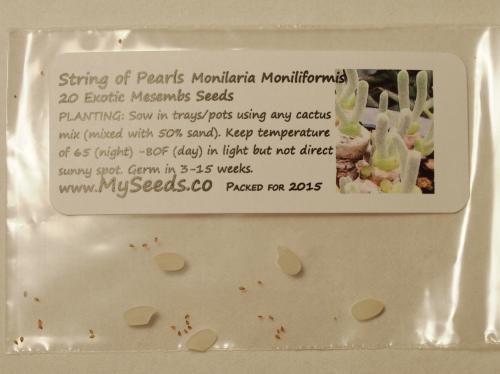 String of Pearls Monilaria Moniliformis
20 Exotic Mesembs Seeds
PLANTING: Sow in trays/pots using any cactus
mix (mixed with 50% sand). Keep temperature
of 65 (night) -80F (day) in light but not direct
sunny spot. Germ in 3-15 weeks.
www.MySeeds.co Packed for 2015